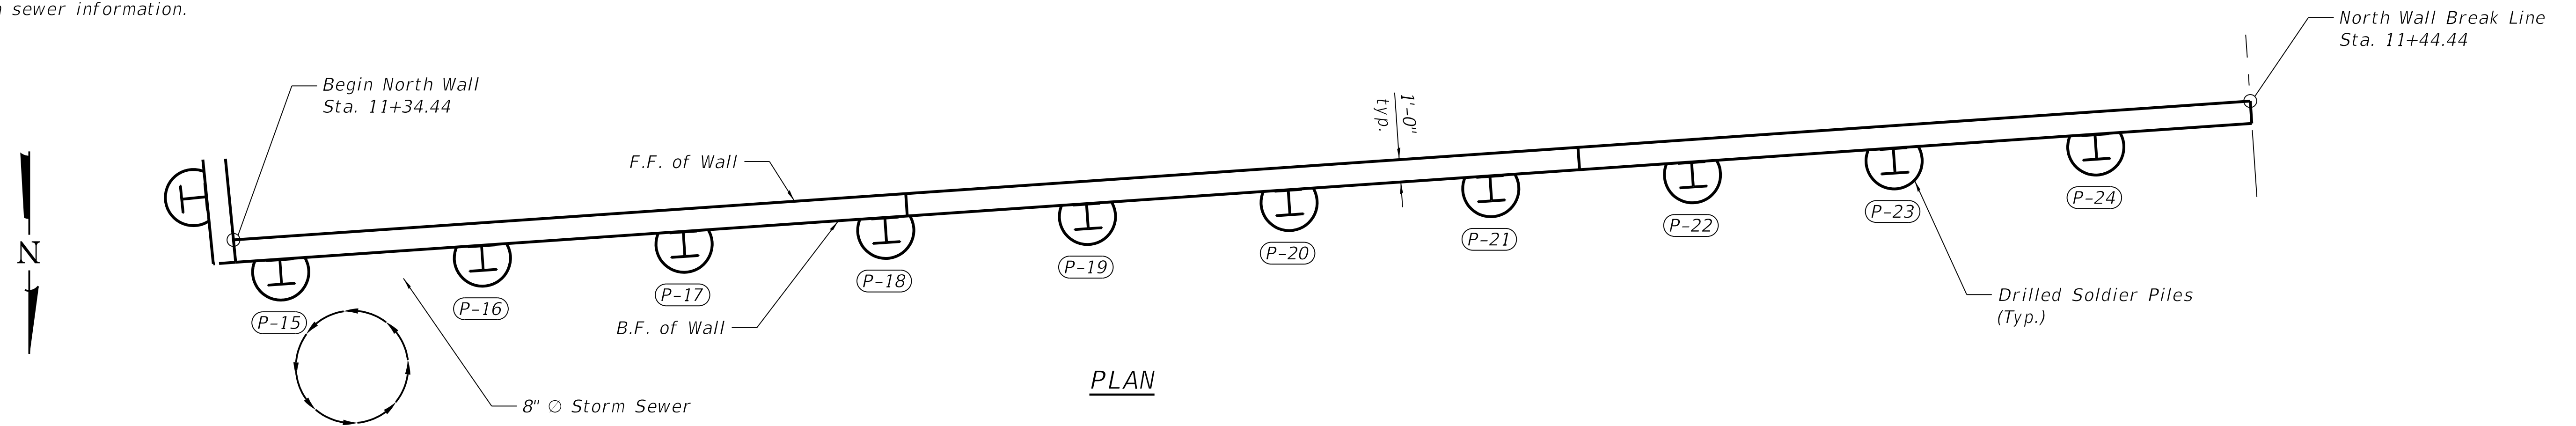 sewer information.
North Wall Break Line
Sta. 11+44.44
Begin North Wall
Sta. 11+34.44
1'-0"
typ.
F.F. of Wall
N
P-24
P-23
P-22
P-21
P-20
P-19
P-18
P-17
P-16
P-15
B.F. of Wall
Drilled Soldier Piles
(Typ.)
PLAN
8" ∅ Storm Sewer